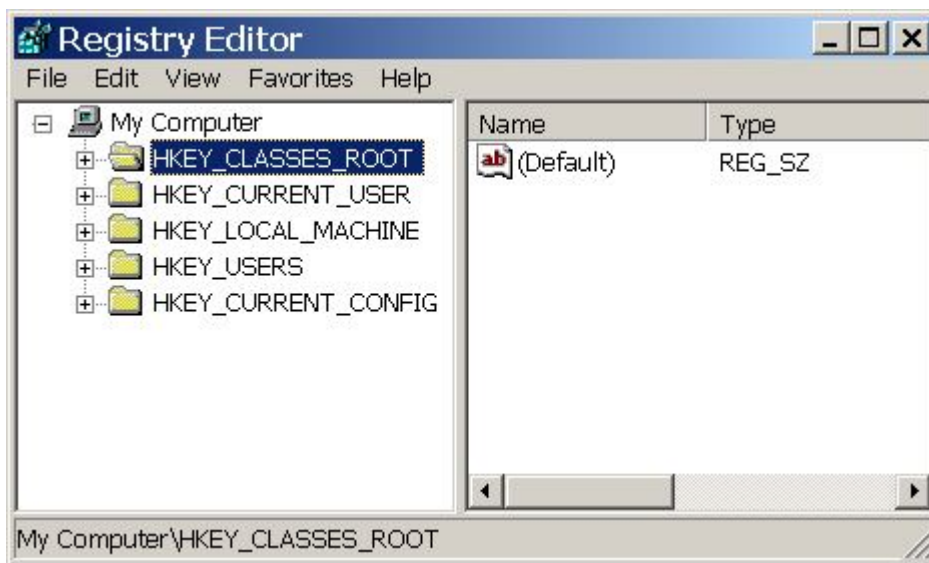 Registry Editor
File Edit View Favorites Help
My Computer
HKEY_CLASSES_ROOT
HKEY_CURRENT_USER
HKEY_LOCAL_MACHINE
HKEY_USERS
HKEY_CURRENT_CONFIG
Name Type
ab (Default) REG_SZ
My Computer\HKEY_CLASSES_ROOT